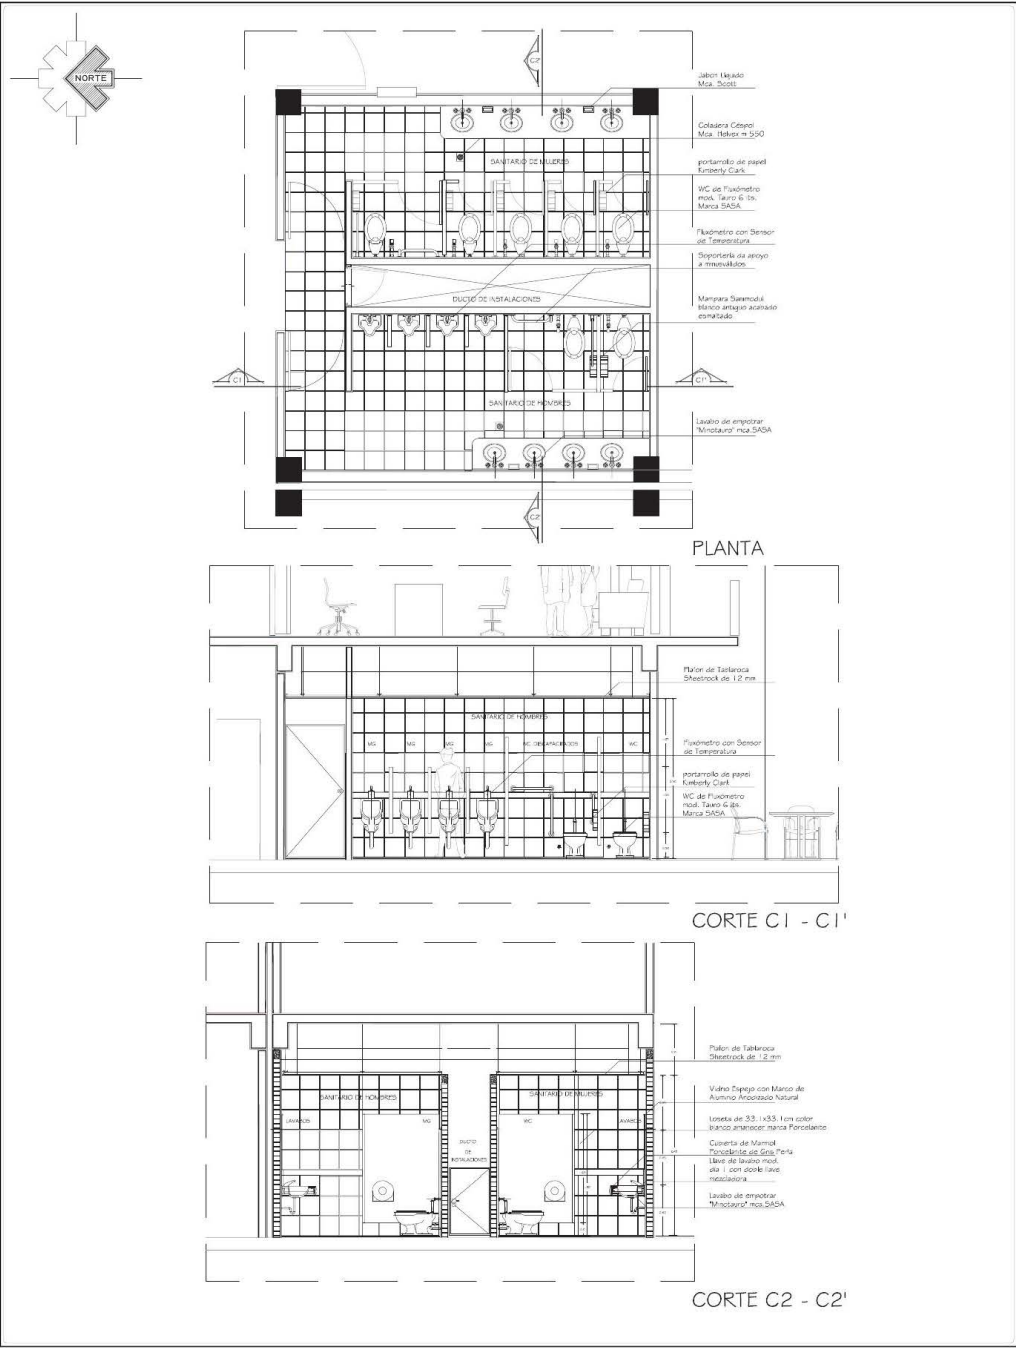 NORTE
C2
Jabon Liquido
Mca. Scott
Coladera Céspol
Mca. Helvex m 550
SANITARIO DE MUJERES
portarrollo de papel
Kimberly Clark
WC de Fluxómetro
mod. Tauro 6 lts.
Marca SASA
Fluxómetro con Sensor
de Temperatura
Soportería da apoyo
a minusválidos
DUCTO DE INSTALACIONES
Mampara Sanimodul
blanco antiguo acabado
esmaltado
C1
C1'
SANITARIO DE HOMBRES
Lavabo de empotrar
"Minotauro" mca.SASA
C2'
PLANTA
Plafon de Tablaroca
Sheetrock de 12 mm
SANITARIO DE HOMBRES
MG
MG
MG
MG
WC DISCAPACITADOS
WC
Fluxómetro con Sensor
de Temperatura
portarrollo de papel
Kimberly Clark
WC de Fluxómetro
mod. Tauro 6 lts.
Marca SASA
CORTE C1 - C1'
Plafon de Tablaroca
Sheetrock de 12 mm
SANITARIO DE HOMBRES
SANITARIO DE MUJERES
Vidrio Espejo con Marco de
Aluminio Anodizado Natural
LAVABOS
MG
WC
LAVABOS
Loseta de 33.1x33.1cm color
blanco amanecer marca Porcelanite
DUCTO
DE
INSTALACIONES
Cubierta de Marmol
Porcelanite de Gris Perla
Llave de lavabo mod.
dia 1 con doble llave
mezcladora
Lavabo de empotrar
"Minotauro" mca.SASA
CORTE C2 - C2'